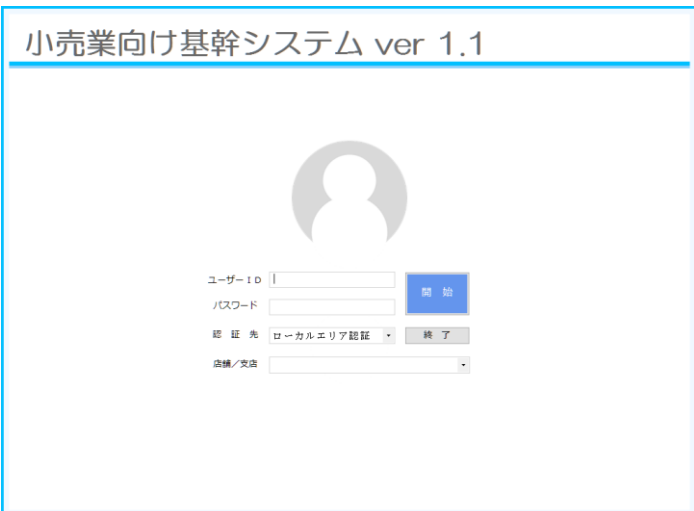 小売業向け基幹システム ver 1.1
ユーザーID
開 始
パスワード
認 証 先 ローカルエリア認証
終 了
店舗/支店